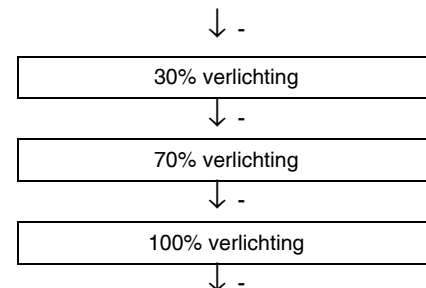 ↓ -
30% verlichting
↓ -
70% verlichting
↓ -
100% verlichting
↓ -